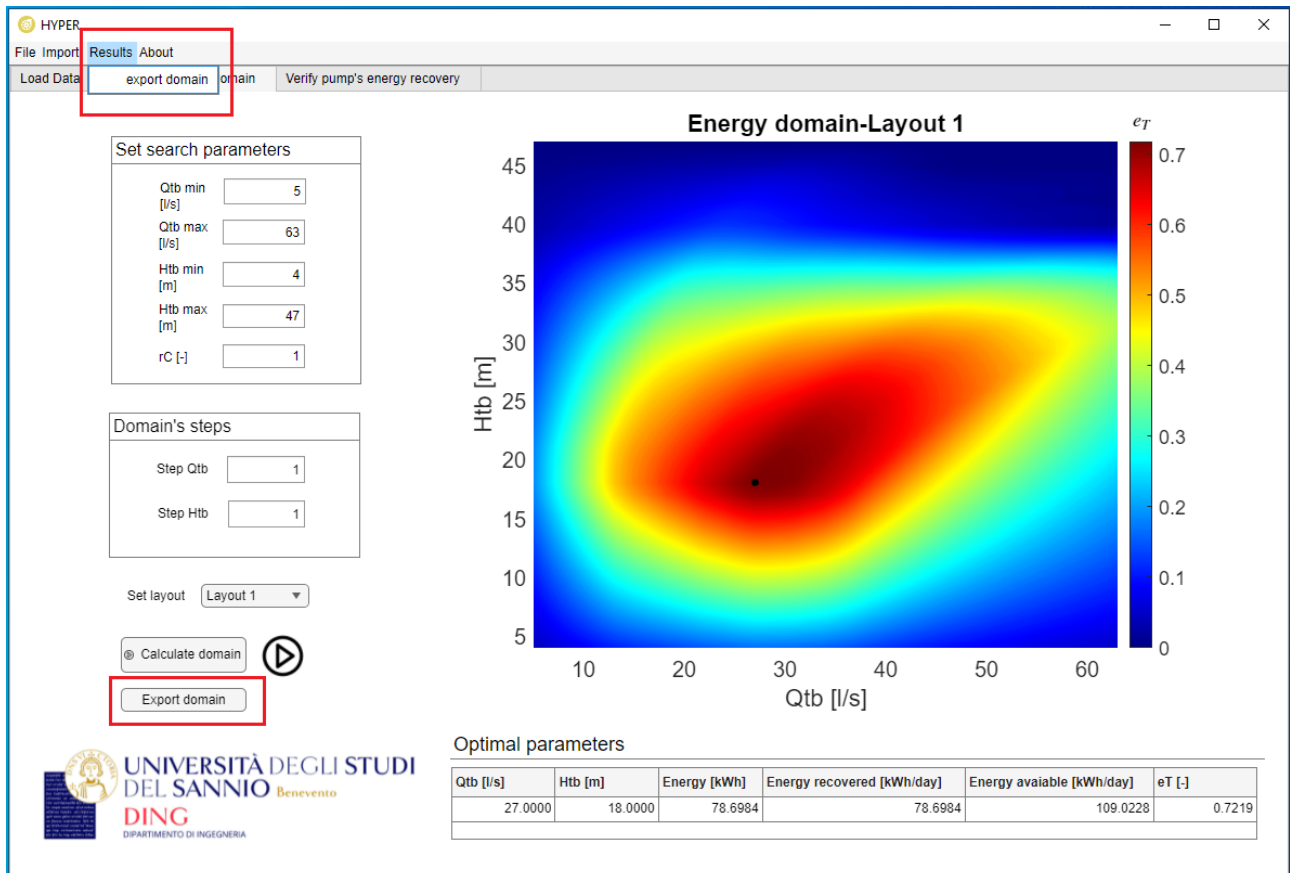 HYPER
File Import Results About
Load Data export domain omain Verify pump's energy recovery
Set search parameters
Qtb min
[l/s]
5
Qtb max
[l/s]
63
Htb min
[m]
4
Htb max
[m]
47
rC [-]
1
Domain's steps
Step Qtb
1
Step Htb
1
Set layout Layout 1
Calculate domain
Export domain
Energy domain-Layout 1
e_T
45
40
35
30
25
20
15
10
5
Htb [m]
10 20 30 40 50 60
Qtb [l/s]
0.7
0.6
0.5
0.4
0.3
0.2
0.1
0
UNIVERSITÀ DEGLI STUDI
DEL SANNIO Benevento
DING
DIPARTIMENTO DI INGEGNERIA
Optimal parameters
Qtb [l/s] Htb [m] Energy [kWh] Energy recovered [kWh/day] Energy avaiable [kWh/day] eT [-]
27.0000 18.0000 78.6984 78.6984 109.0228 0.7219